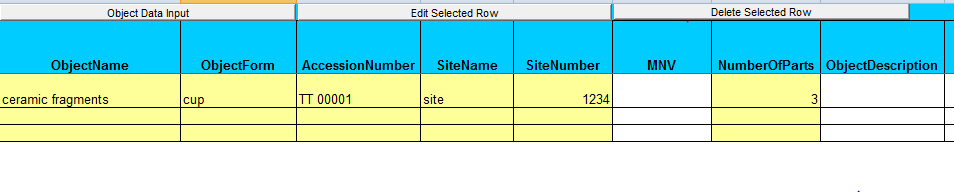 Object Data Input Edit Selected Row Delete Selected Row
ObjectName ObjectForm AccessionNumber SiteName SiteNumber MNV NumberOfParts ObjectDescription
ceramic fragments cup TT 00001 site 1234 3